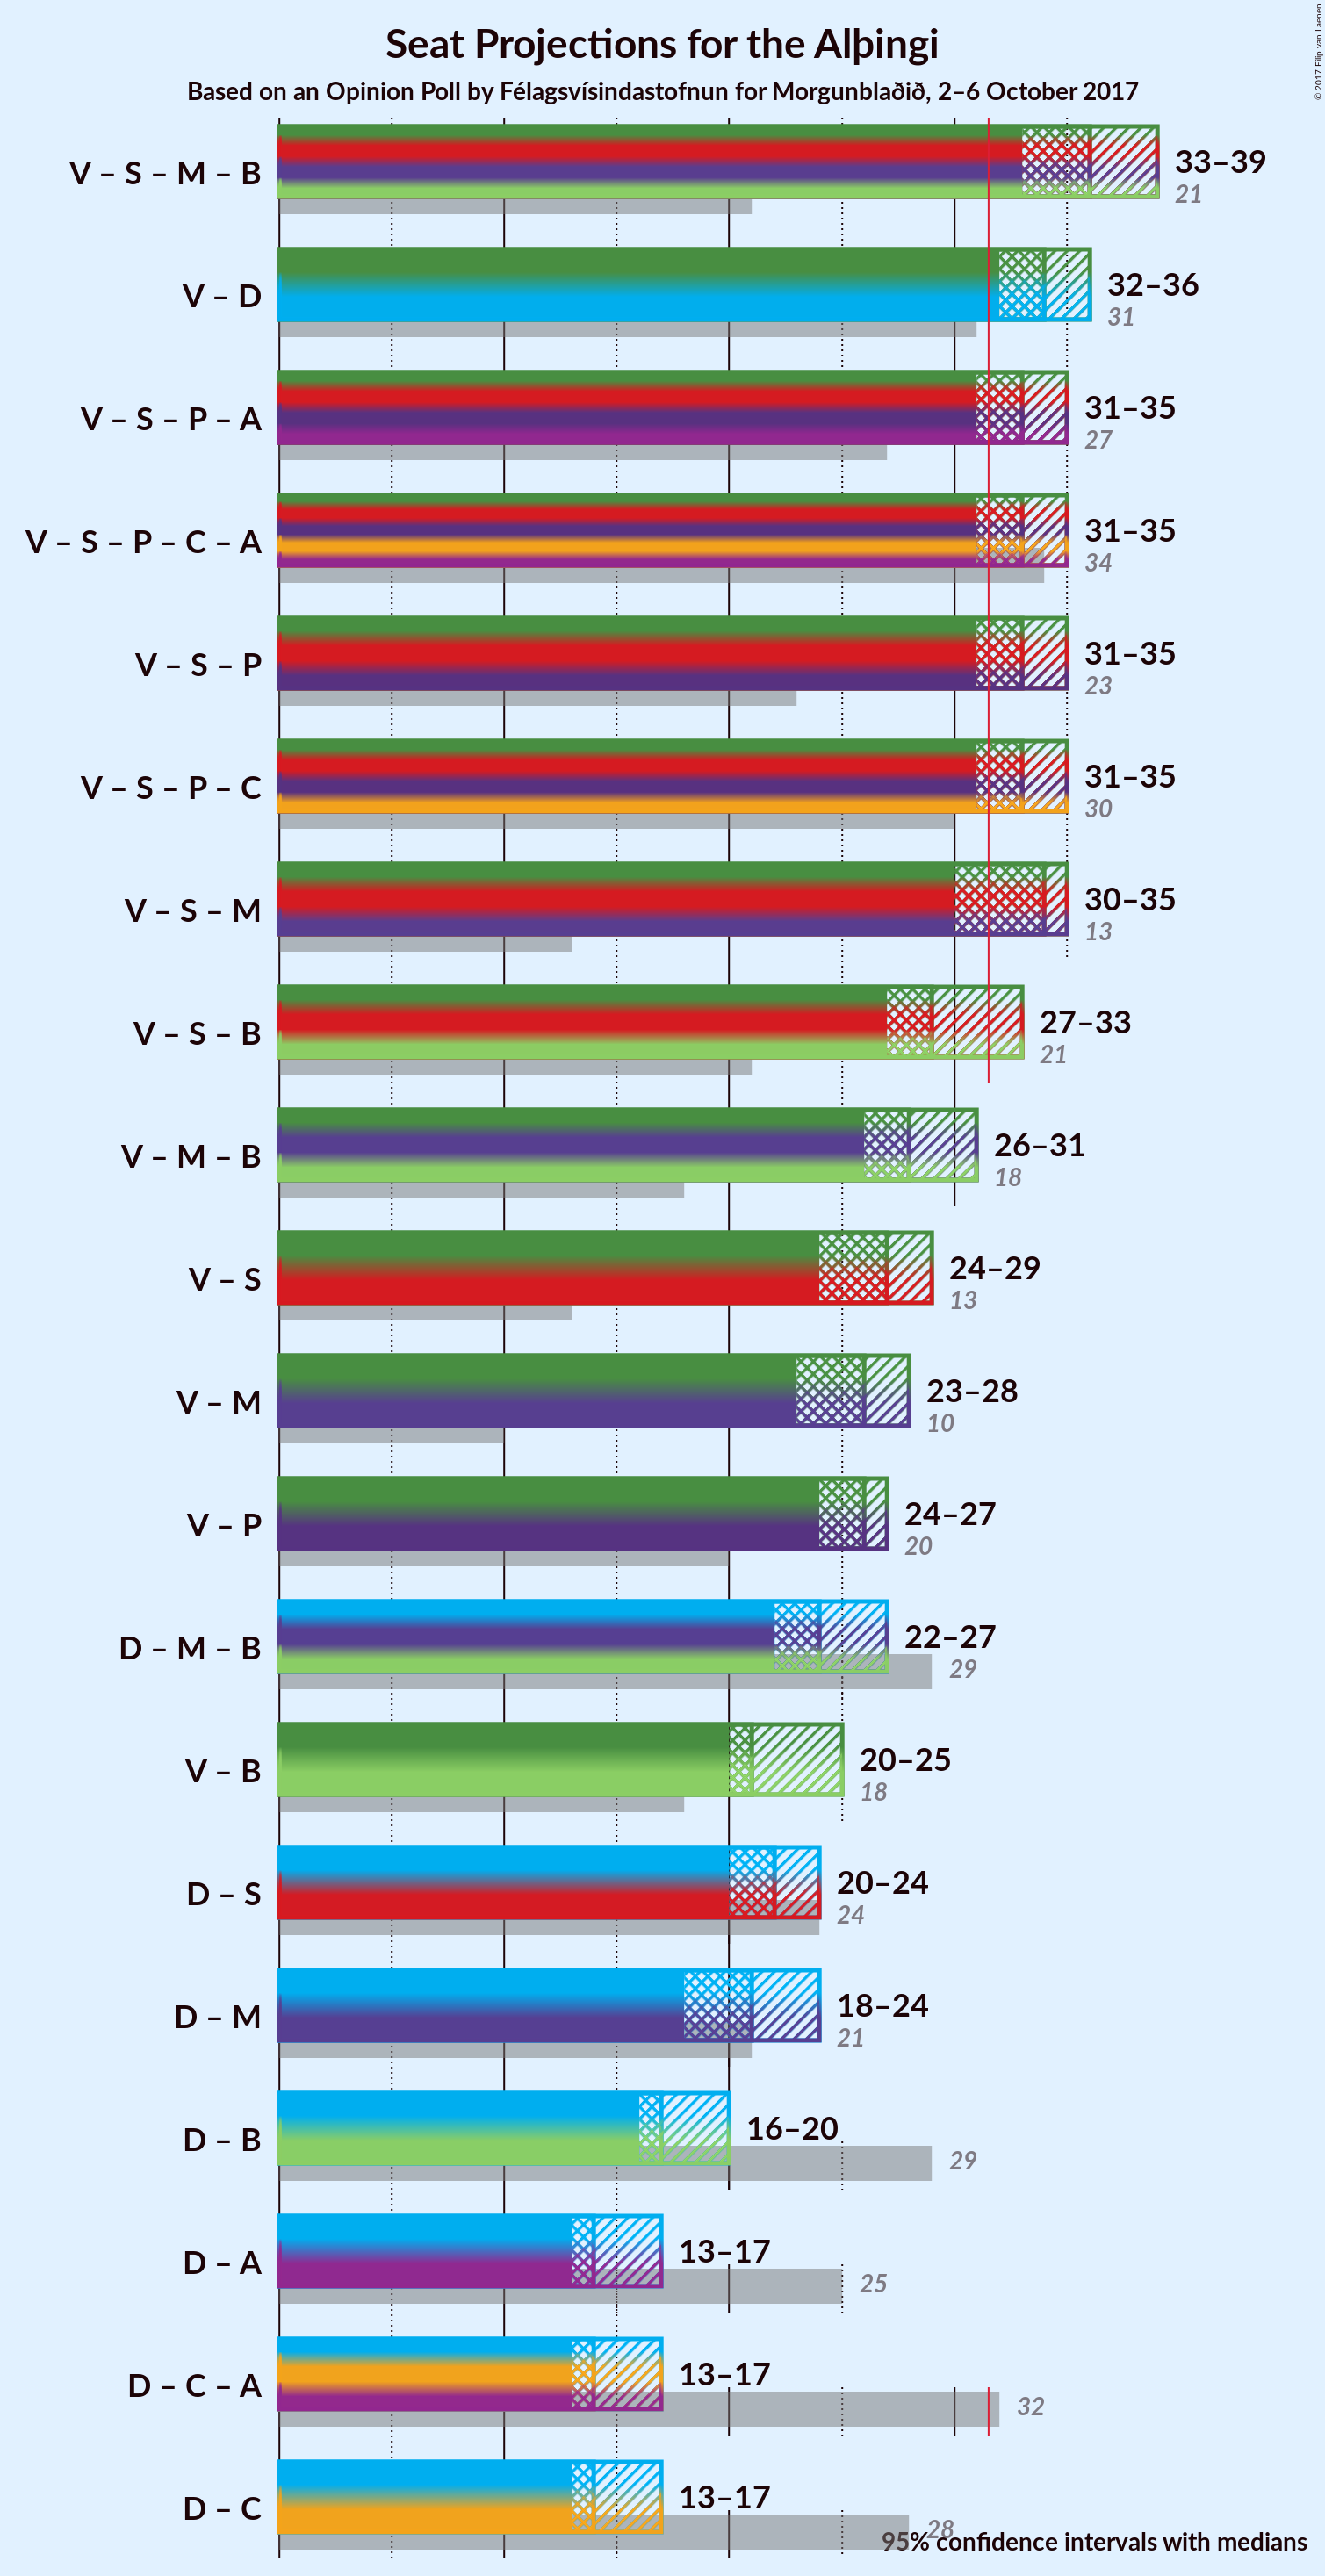 Seat Projections for the Alþingi
Based on an Opinion Poll by Félagsvísindastofnun for Morgunblaðið, 2–6 October 2017
© 2017 Filip van Laenen
V – S – M – B
33–39
21
V – D
32–36
31
V – S – P – A
31–35
27
V – S – P – C – A
31–35
34
V – S – P
31–35
23
V – S – P – C
31–35
30
V – S – M
30–35
13
V – S – B
27–33
21
V – M – B
26–31
18
V – S
24–29
13
V – M
23–28
10
V – P
24–27
20
D – M – B
22–27
29
V – B
20–25
18
D – S
20–24
24
D – M
18–24
21
D – B
16–20
29
D – A
13–17
25
D – C – A
13–17
32
D – C
13–17
28
95% confidence intervals with medians